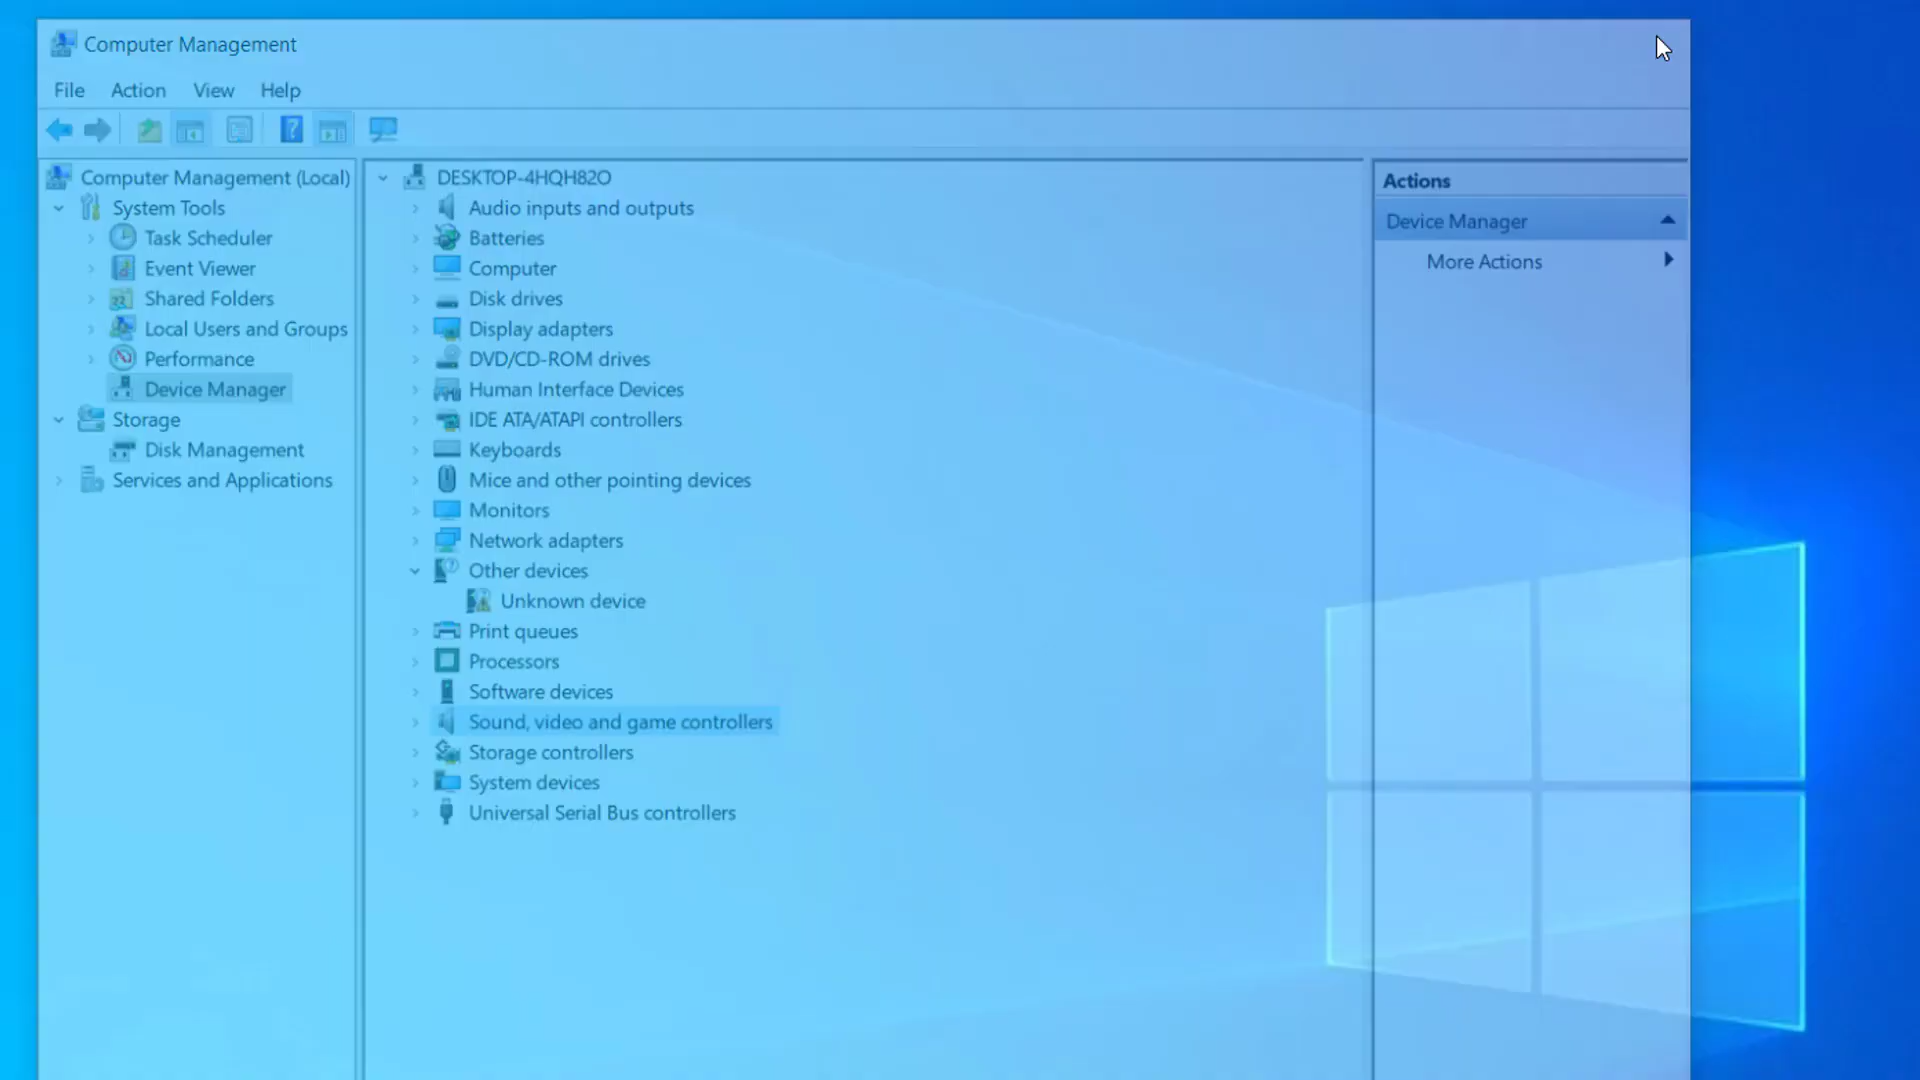 Computer Management
File Action View Help
Computer Management (Local)
System Tools
Task Scheduler
Event Viewer
Shared Folders
Local Users and Groups
Performance
Device Manager
Storage
Disk Management
Services and Applications
DESKTOP-4HQH82O
Audio inputs and outputs
Batteries
Computer
Disk drives
Display adapters
DVD/CD-ROM drives
Human Interface Devices
IDE ATA/ATAPI controllers
Keyboards
Mice and other pointing devices
Monitors
Network adapters
Other devices
Unknown device
Print queues
Processors
Software devices
Sound, video and game controllers
Storage controllers
System devices
Universal Serial Bus controllers
Actions
Device Manager
More Actions